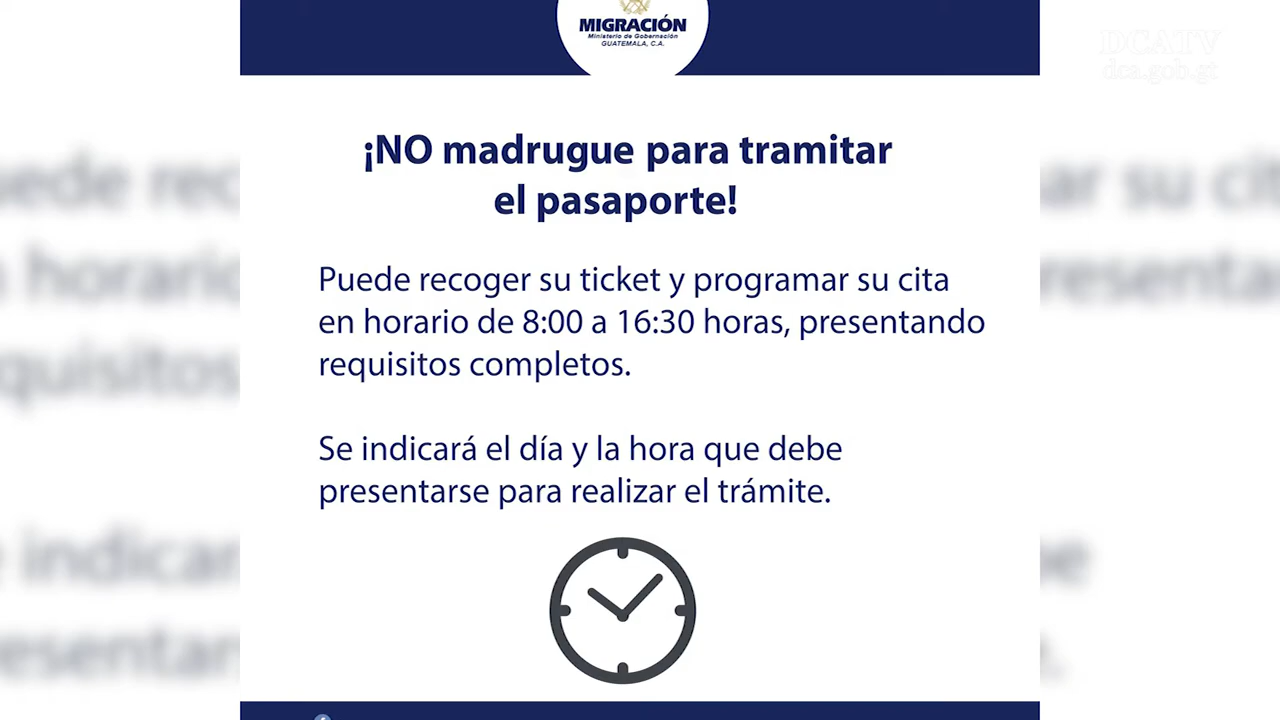 MIGRACIÓN
Ministerio de Gobernación
GUATEMALA, C.A.
DCATV
dca.gob.gt
¡NO madrugue para tramitar
el pasaporte!
Puede recoger su ticket y programar su cita
en horario de 8:00 a 16:30 horas, presentando
requisitos completos.
Se indicará el día y la hora que debe
presentarse para realizar el trámite.